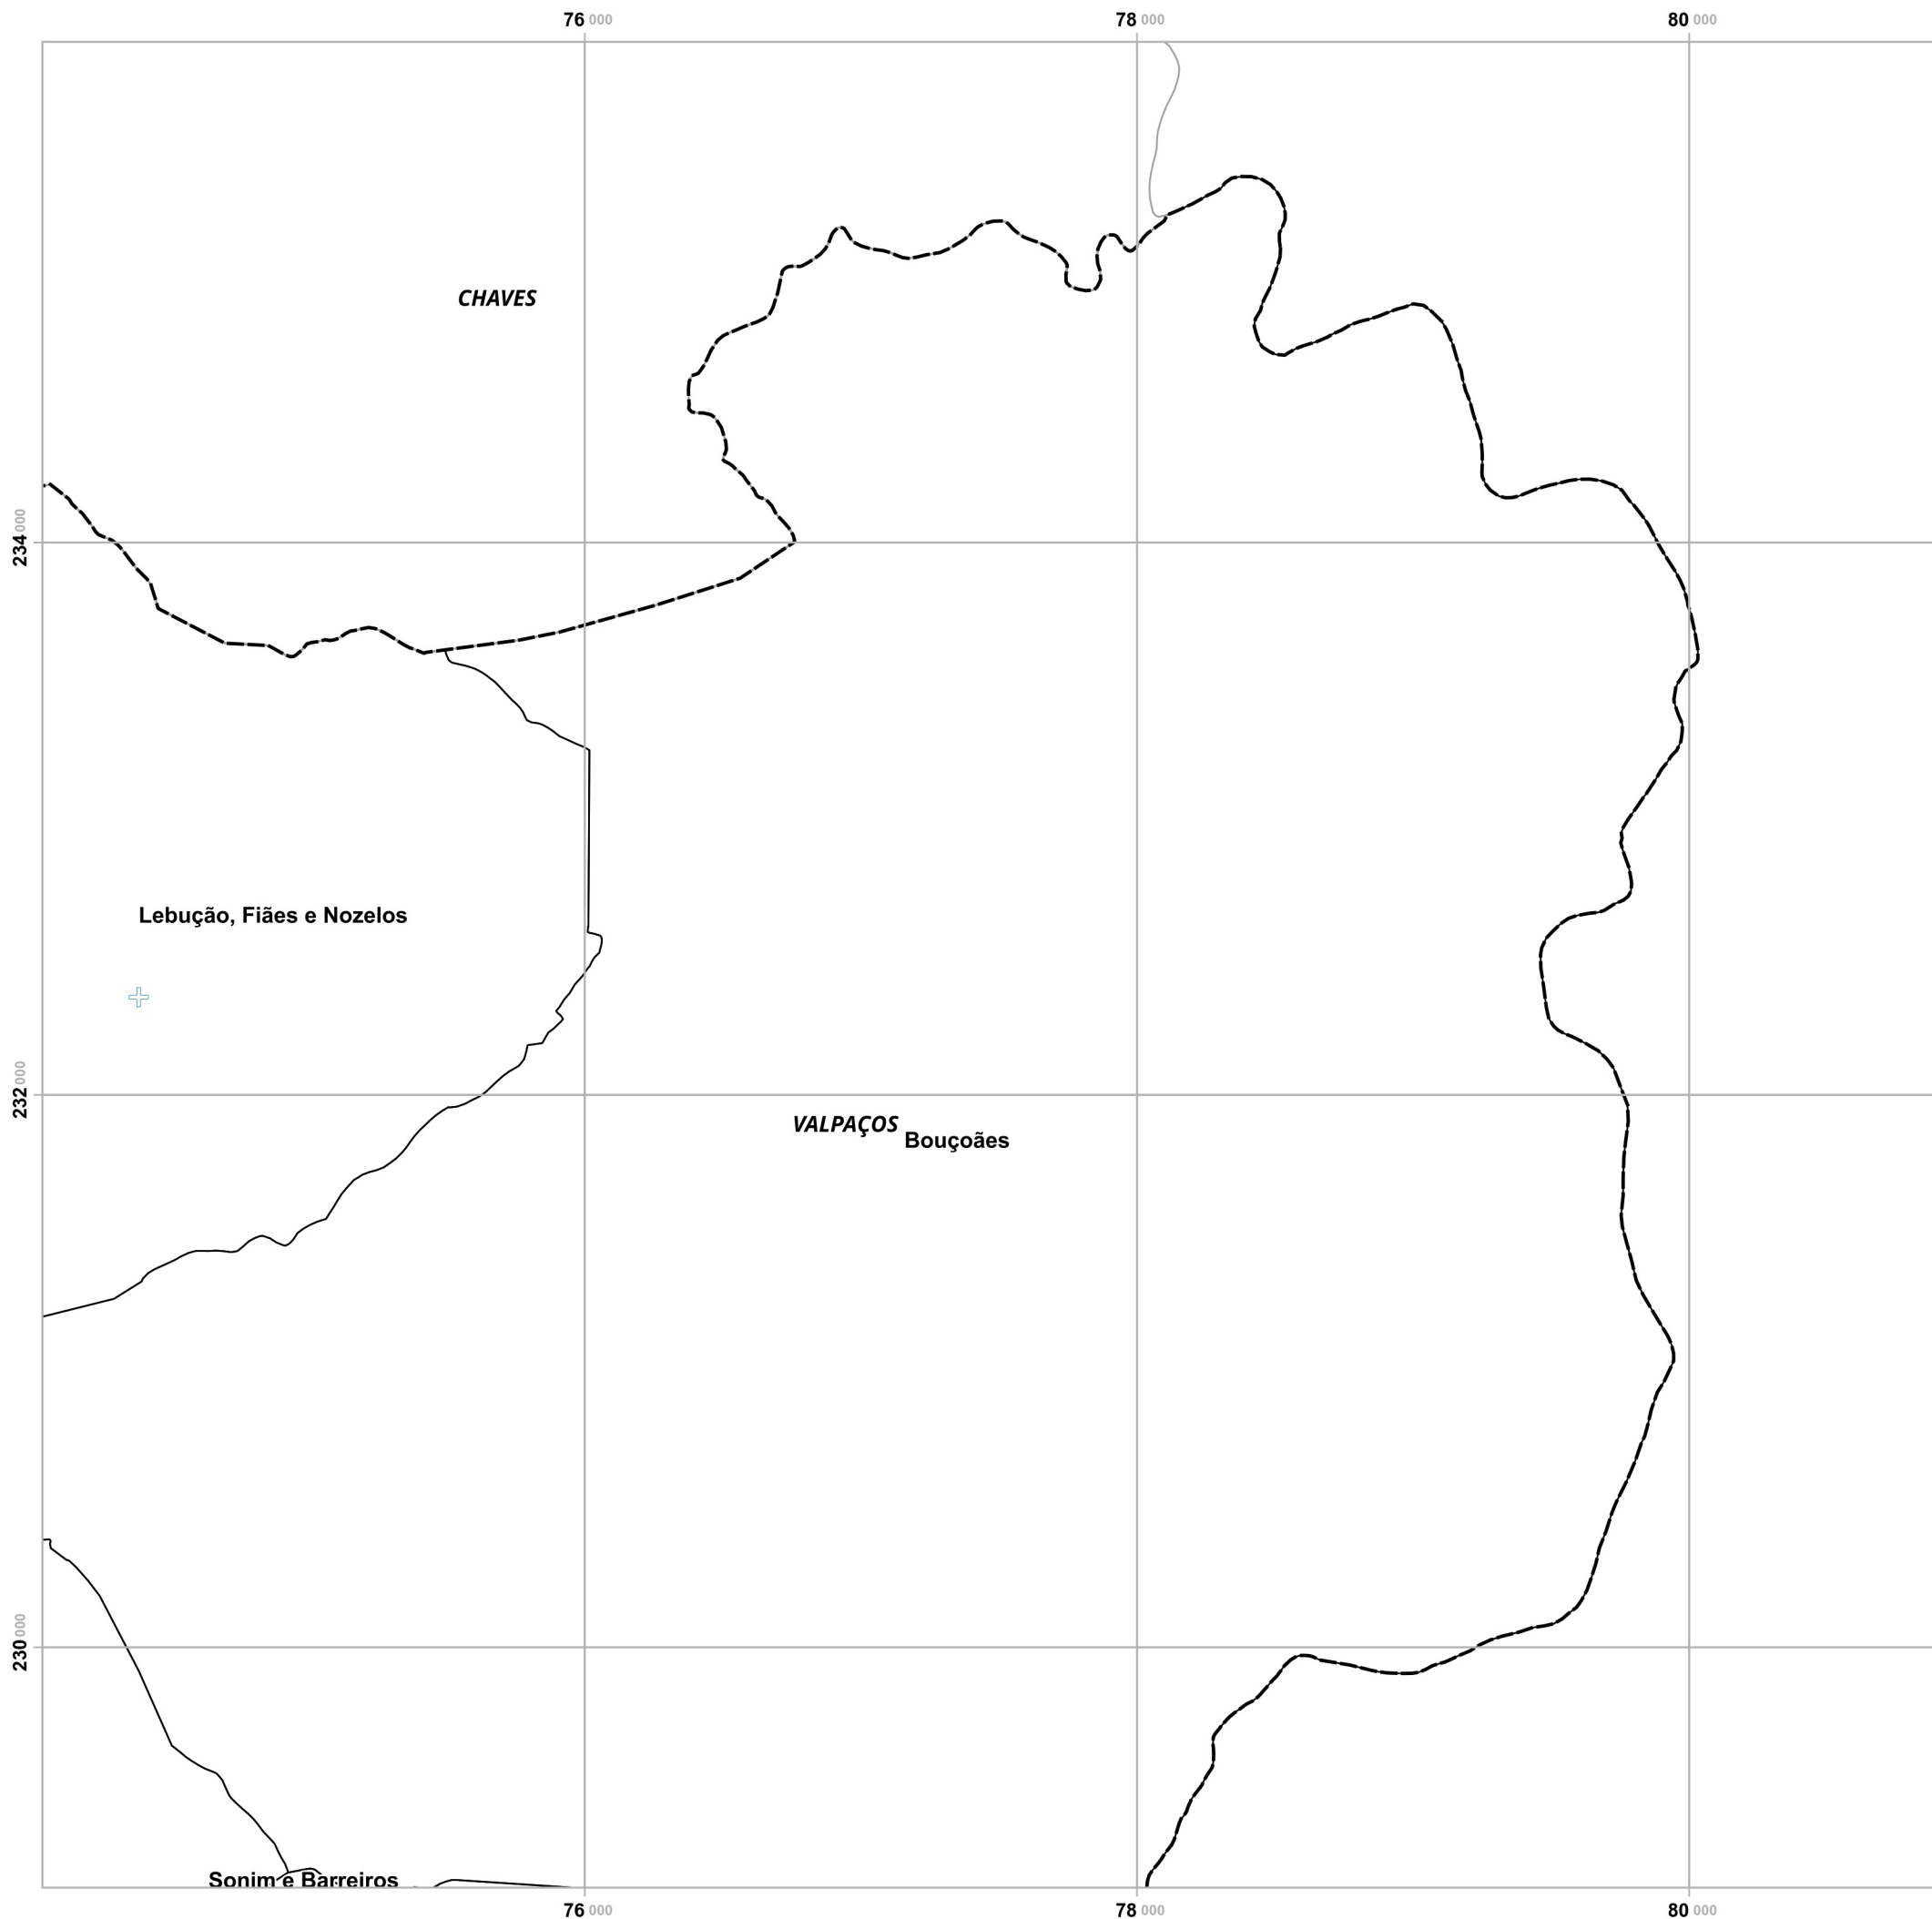 76 000 78 000 80 000
CHAVES
234 000
Lebução, Fiães e Nozelos
232 000
VALPAÇOS
Bouçoães
230 000
Sonim e Barreiros
76 000 78 000 80 000